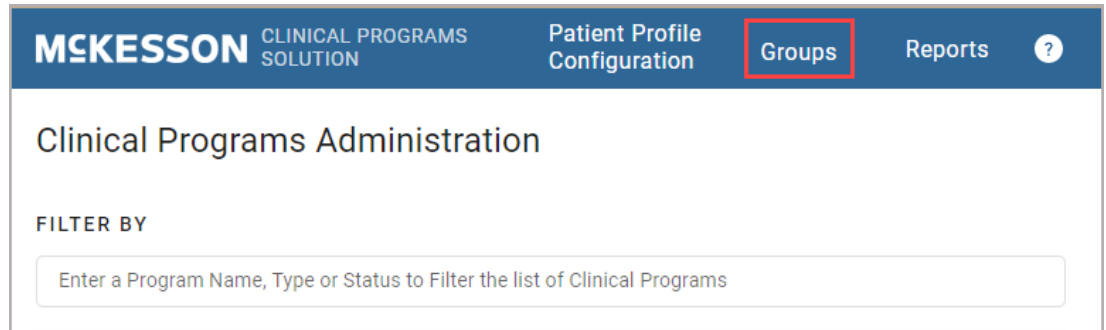 MCKESSON CLINICAL PROGRAMS SOLUTION
Patient Profile Configuration
Groups
Reports
?
Clinical Programs Administration
FILTER BY
Enter a Program Name, Type or Status to Filter the list of Clinical Programs